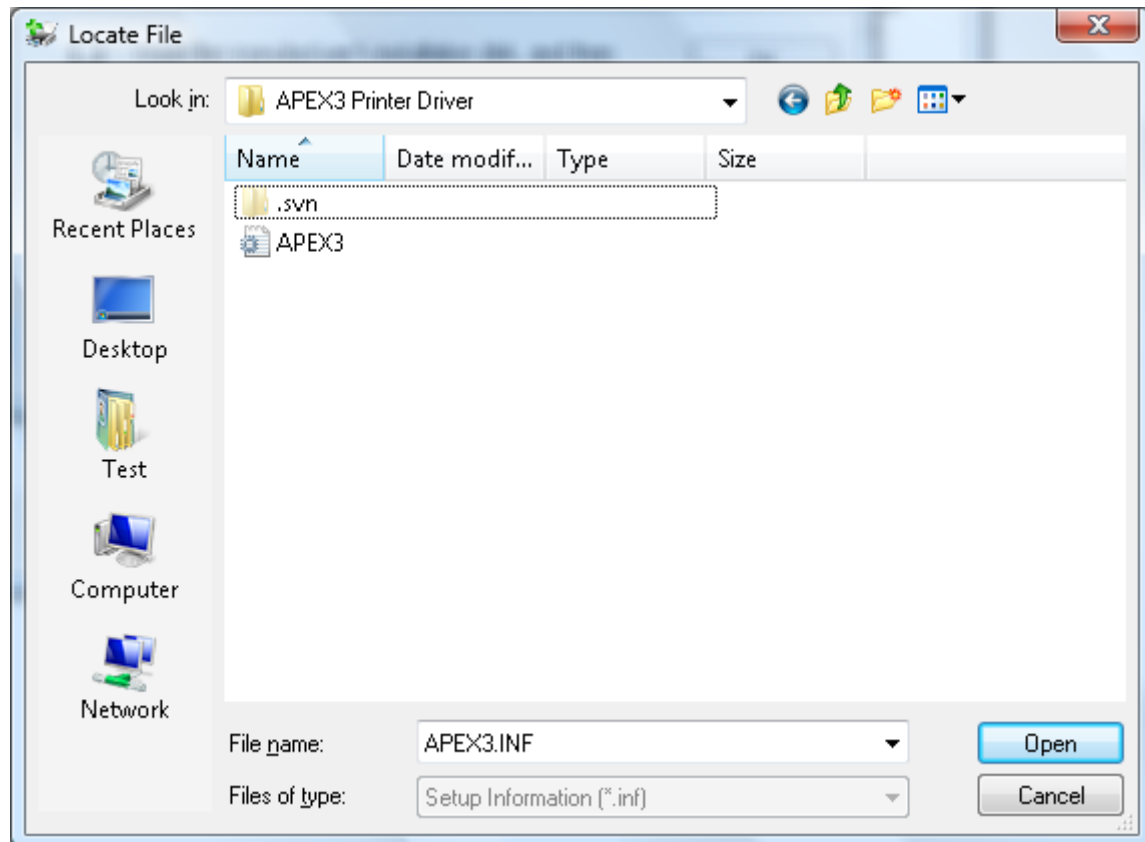 Locate File
Look in: APEX3 Printer Driver
Name Date modif... Type Size
.svn
APEX3
Recent Places
Desktop
Test
Computer
Network
File name: APEX3.INF Open
Files of type: Setup Information (*.inf) Cancel